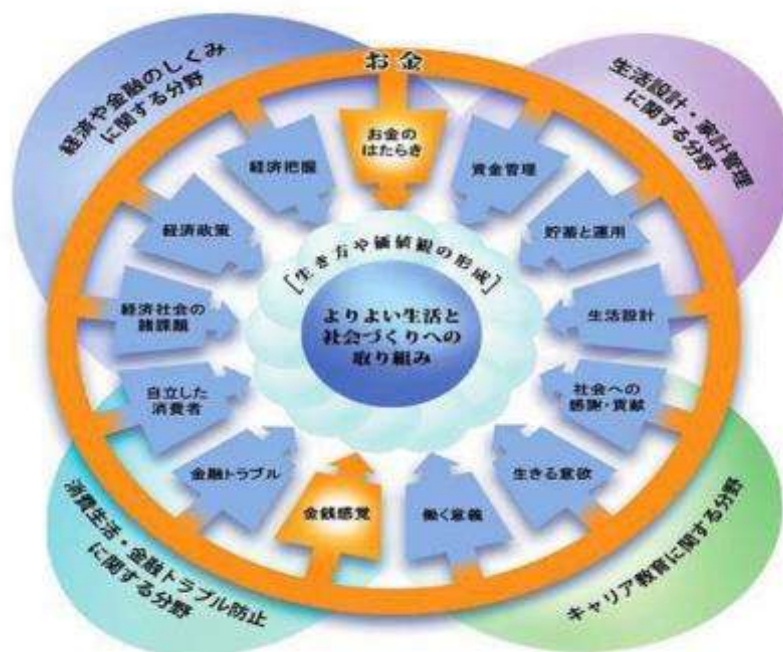 お金
経済や金融のしくみ
に関する分野
生活設計・家計管理
に関する分野
お金の
はたらき
経済把握
資金管理
経済政策
貯蓄と運用
[生き方や価値観の形成]
経済社会の
諸課題
よりよい生活と
社会づくりへの
取り組み
生活設計
自立した
消費者
社会への
感謝・貢献
金融トラブル
生きる意欲
金銭感覚
働く意義
消費生活・金融トラブル防止
に関する分野
キャリア教育に関する分野